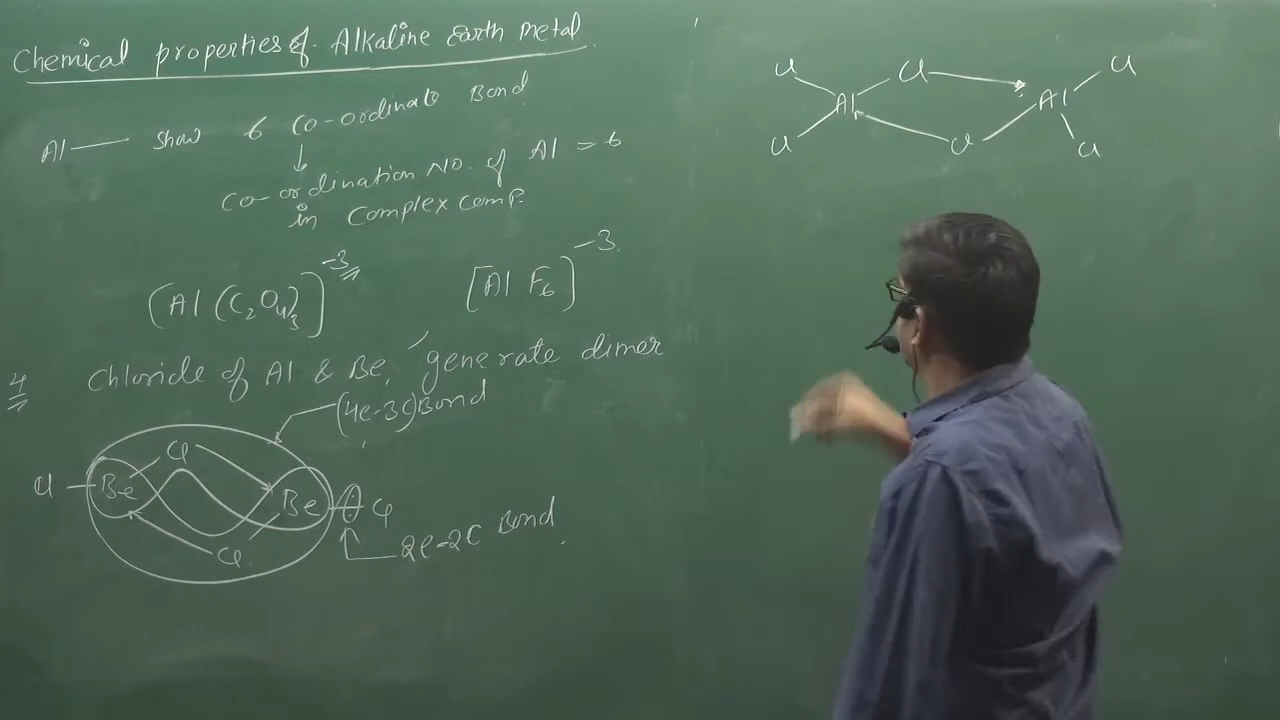 Chemical properties of Alkaline Earth metal.
Al — Show 6 Co-ordinate Bond
Co-ordination No. of Al = 6
in Complex comp.
[Al (C2O4)3]-3
[Al F6]-3
4 Chloride of Al & Be, generate dimer
(4e-3c) Bond
Cl
Cl Be
Be Cl
Cl
2e-2c Bond
Cl Cl Cl
Al Al
Cl Cl Cl